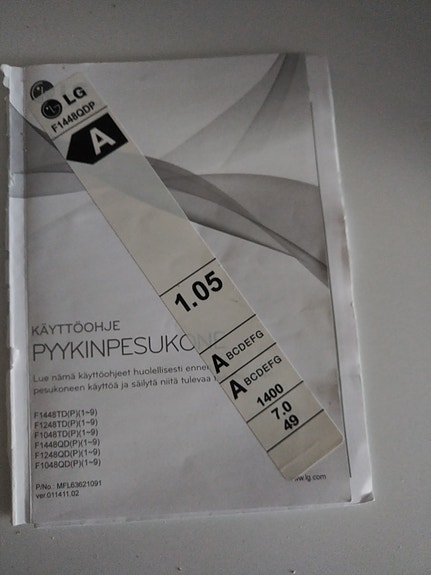 LG
F1448QDP
A
1.05
A BCDEFG
A BCDEFG
1400
7.0
49
KÄYTTÖOHJE
PYYKINPESUKONE
Lue nämä käyttöohjeet huolellisesti
pesukoneen käyttöä ja säilytä niitä tulevaa
F1448TD(P)(1~9)
F1248TD(P)(1~9)
F1048TD(P)(1~9)
F1448QD(P)(1~9)
F1248QD(P)(1~9)
F1048QD(P)(1~9)
P/No.: MFL63621091
ver.011411.02
lg.com